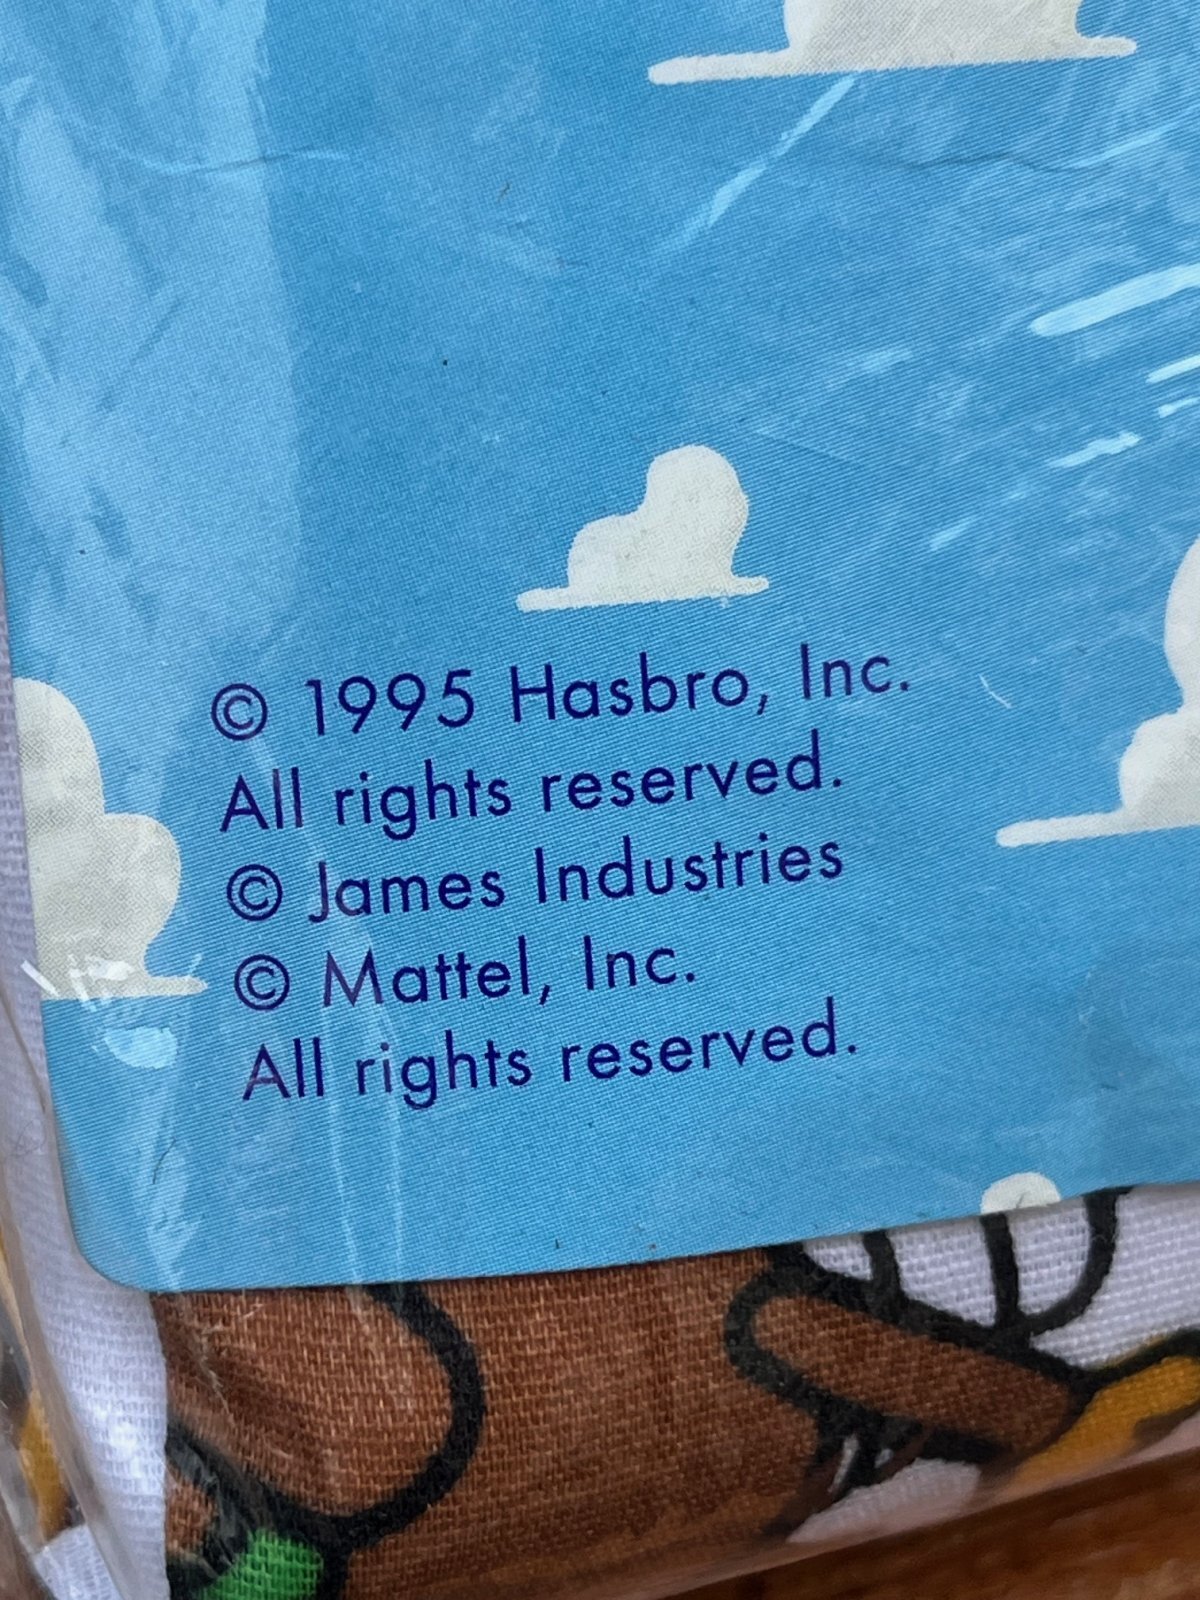 © 1995 Hasbro, Inc.
All rights reserved.
© James Industries
© Mattel, Inc.
All rights reserved.